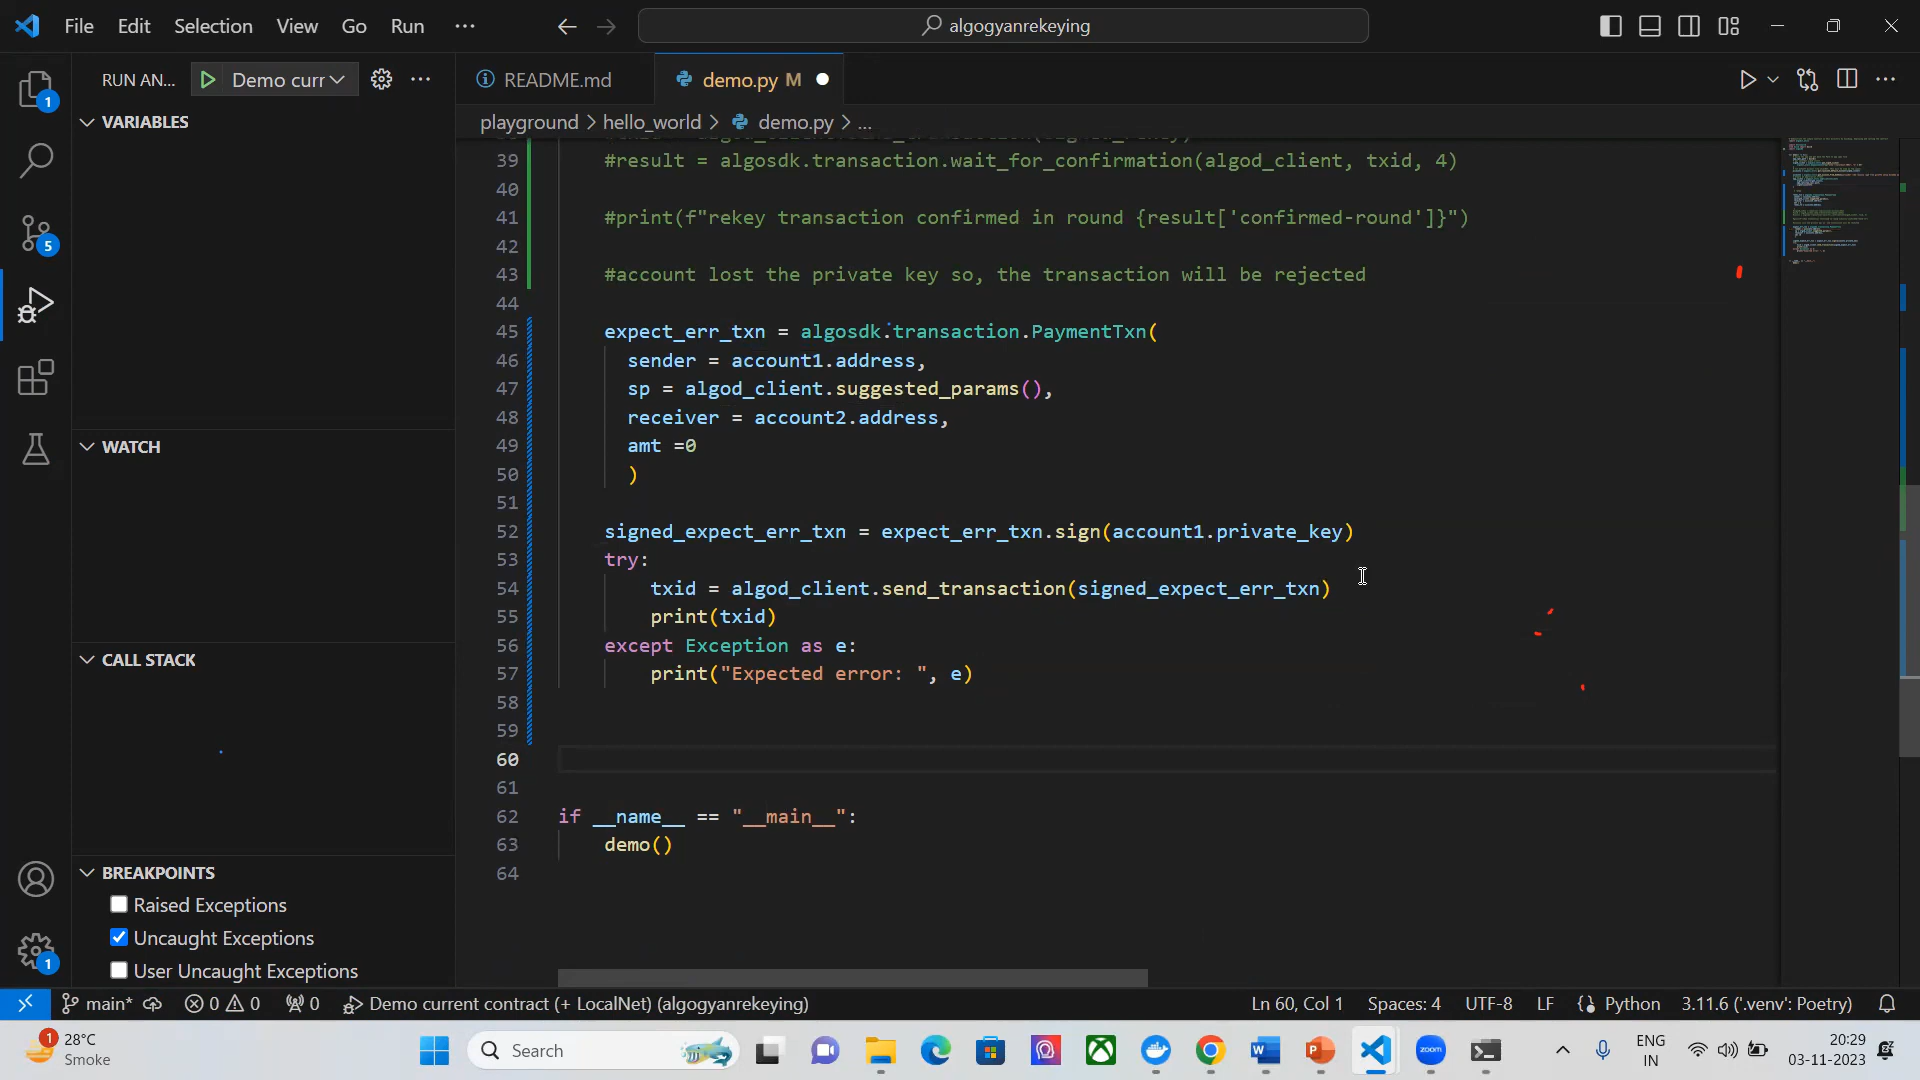 File Edit Selection View Go Run ...
algogyanrekeying
RUN AN... Demo curr
README.md
demo.py M
playground > hello_world > demo.py > ...
VARIABLES
WATCH
CALL STACK
BREAKPOINTS
Raised Exceptions
Uncaught Exceptions
User Uncaught Exceptions
1
5
1
39 #result = algosdk.transaction.wait_for_confirmation(algod_client, txid, 4)
40
41 #print(f"rekey transaction confirmed in round {result['confirmed-round']}")
42
43 #account lost the private key so, the transaction will be rejected
44
45 expect_err_txn = algosdk.transaction.PaymentTxn(
46 sender = account1.address,
47 sp = algod_client.suggested_params(),
48 receiver = account2.address,
49 amt =0
50 )
51
52 signed_expect_err_txn = expect_err_txn.sign(account1.private_key)
53 try:
54 txid = algod_client.send_transaction(signed_expect_err_txn)
55 print(txid)
56 except Exception as e:
57 print("Expected error: ", e)
58
59
60
61
62 if __name__ == "__main__":
63 demo()
64
main* 0 0 0 Demo current contract (+ LocalNet) (algogyanrekeying) Ln 60, Col 1 Spaces: 4 UTF-8 LF {} Python 3.11.6 ('.venv': Poetry)
1 28°C
Smoke
Search
zoom
ENG
IN
20:29
03-11-2023